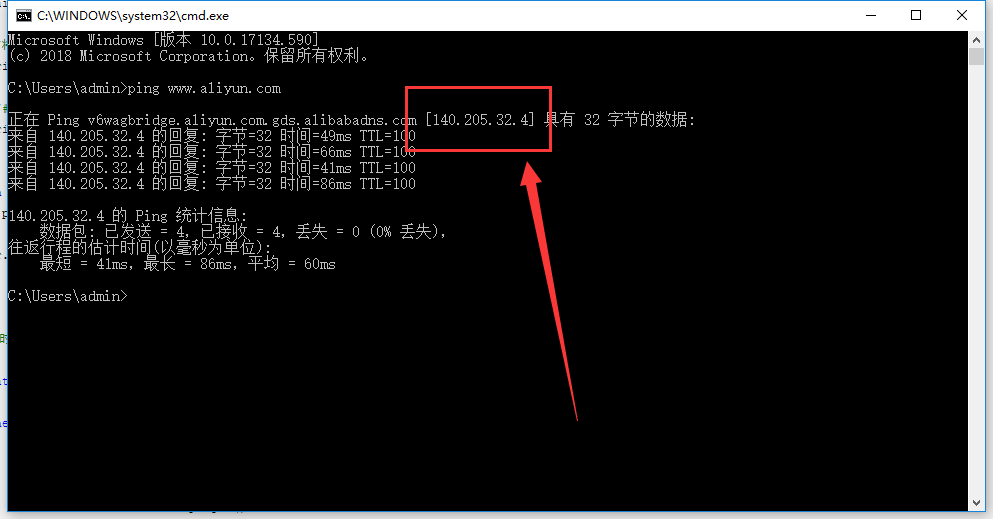 C:\WINDOWS\system32\cmd.exe
Microsoft Windows [版本 10.0.17134.590]
(c) 2018 Microsoft Corporation。保留所有权利。
C:\Users\admin>ping www.aliyun.com
正在 Ping v6wagbridge.aliyun.com.gds.alibabadns.com [140.205.32.4] 具有 32 字节的数据:
来自 140.205.32.4 的回复: 字节=32 时间=49ms TTL=100
来自 140.205.32.4 的回复: 字节=32 时间=66ms TTL=100
来自 140.205.32.4 的回复: 字节=32 时间=41ms TTL=100
来自 140.205.32.4 的回复: 字节=32 时间=86ms TTL=100
140.205.32.4 的 Ping 统计信息:
数据包: 已发送 = 4，已接收 = 4，丢失 = 0 (0% 丢失)，
往返行程的估计时间(以毫秒为单位):
最短 = 41ms，最长 = 86ms，平均 = 60ms
C:\Users\admin>